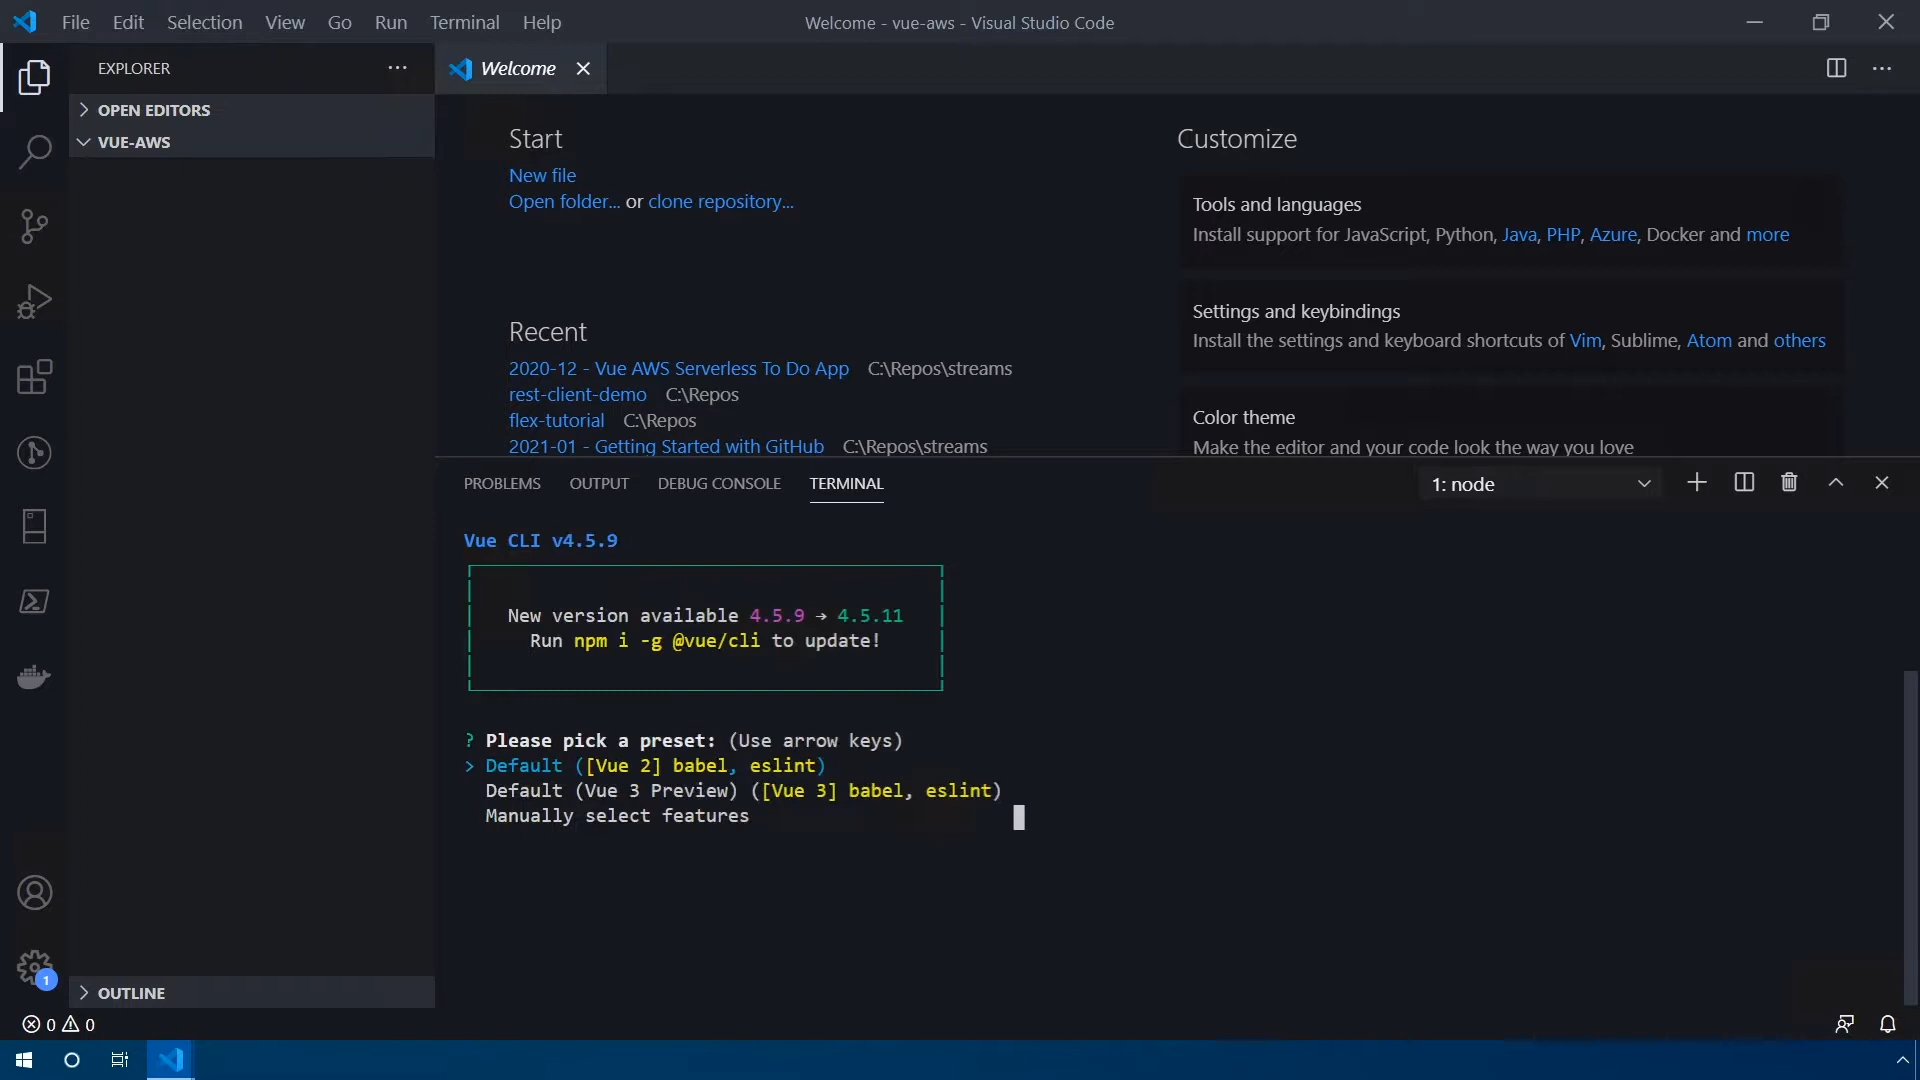 File Edit Selection View Go Run Terminal Help
Welcome - vue-aws - Visual Studio Code
EXPLORER
OPEN EDITORS
VUE-AWS
OUTLINE
Welcome
Start
New file
Open folder... or clone repository...
Recent
2020-12 - Vue AWS Serverless To Do App C:\Repos\streams
rest-client-demo C:\Repos
flex-tutorial C:\Repos
2021-01 - Getting Started with GitHub C:\Repos\streams
Customize
Tools and languages
Install support for JavaScript, Python, Java, PHP, Azure, Docker and more
Settings and keybindings
Install the settings and keyboard shortcuts of Vim, Sublime, Atom and others
Color theme
Make the editor and your code look the way you love
PROBLEMS OUTPUT DEBUG CONSOLE TERMINAL
1: node
Vue CLI v4.5.9
New version available 4.5.9 → 4.5.11
Run npm i -g @vue/cli to update!
? Please pick a preset: (Use arrow keys)
> Default ([Vue 2] babel, eslint)
Default (Vue 3 Preview) ([Vue 3] babel, eslint)
Manually select features
1
0 0